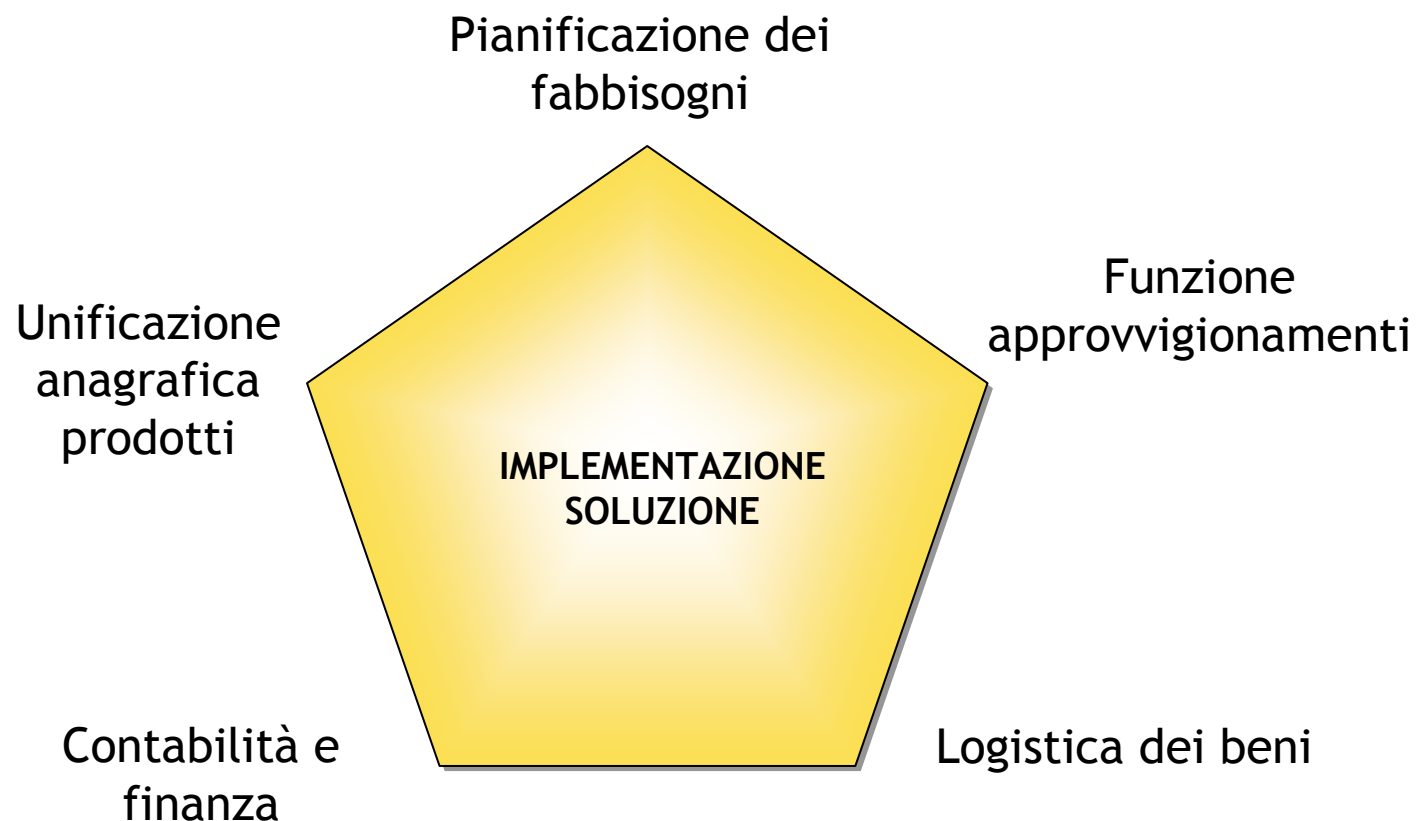 Pianificazione dei
fabbisogni
Funzione
approvvigionamenti
Unificazione
anagrafica
prodotti
IMPLEMENTAZIONE
SOLUZIONE
Contabilità e
finanza
Logistica dei beni